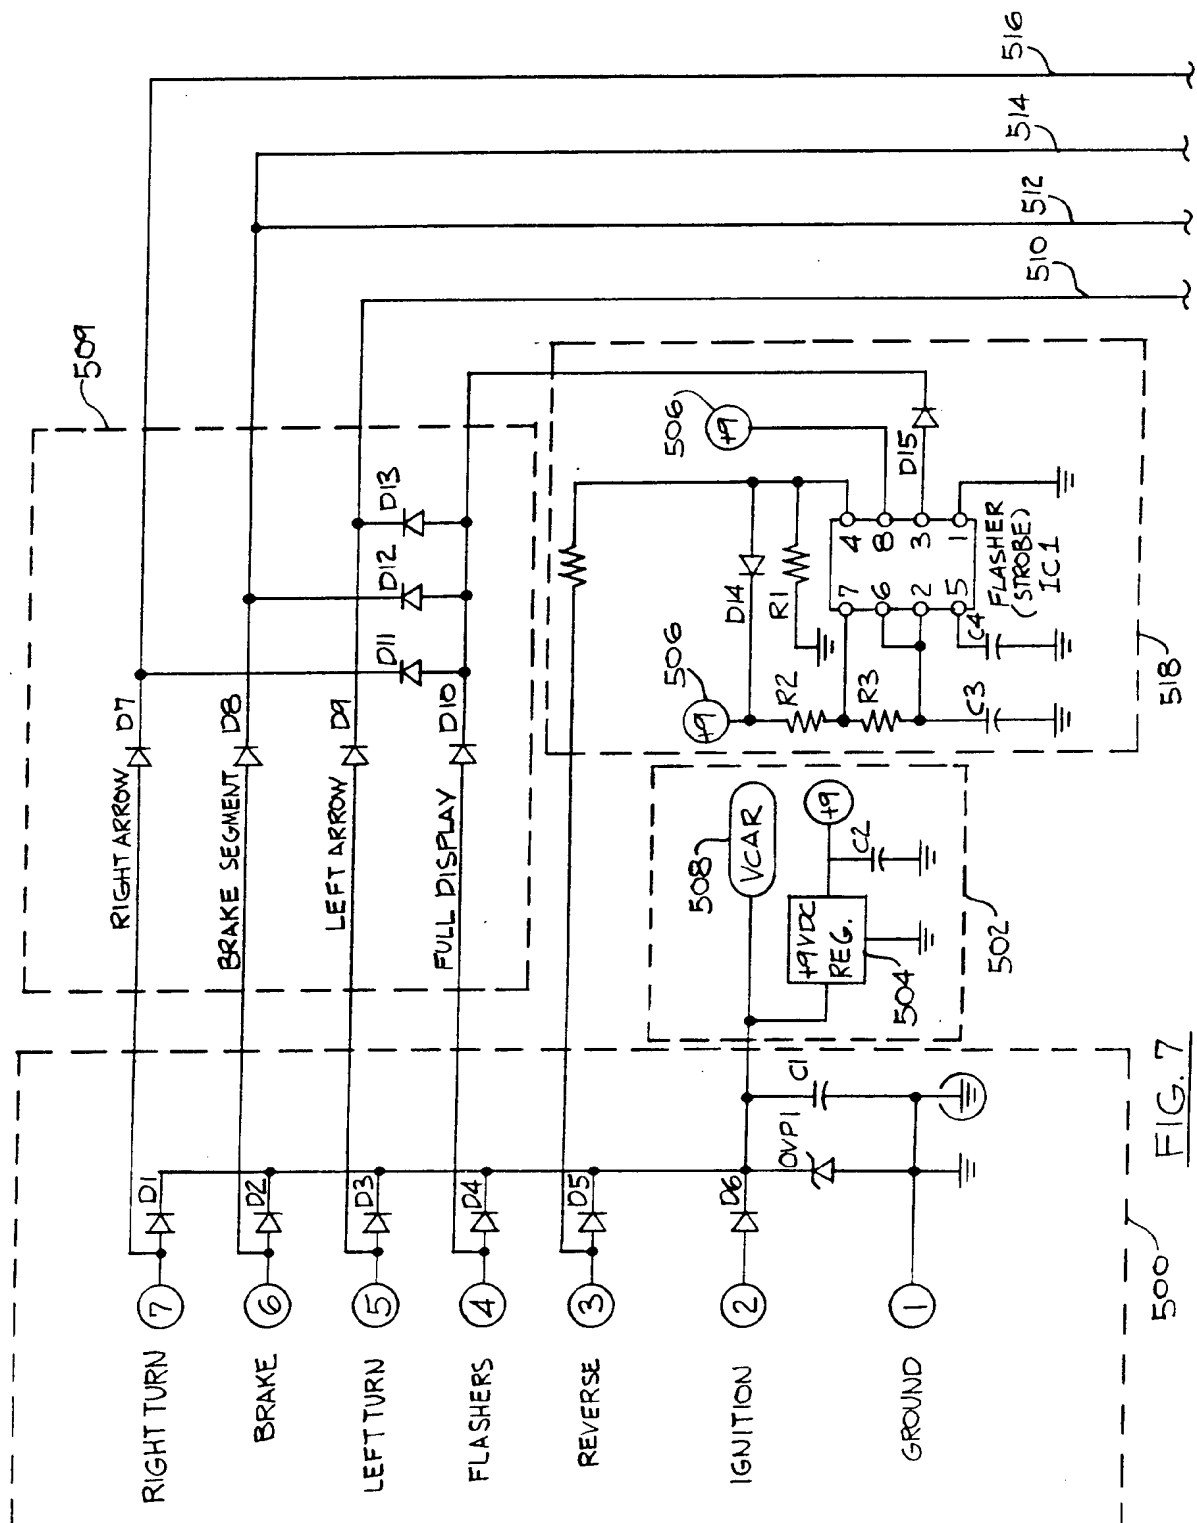 RIGHT TURN
7
D1
BRAKE
6
D2
LEFT TURN
5
D3
FLASHERS
4
D4
REVERSE
3
D5
IGNITION
2
D6
GROUND
1
OVP1
C1
500
RIGHT ARROW
D7
BRAKE SEGMENT
D8
LEFT ARROW
D9
FULL DISPLAY
D10
D11
D12
D13
509
508
VCAR
+9VDC
REG.
504
+9
C2
502
506
+9
R2
R3
C3
D14
R1
7
6
2
5
C4
4
8
3
1
FLASHER
(STROBE)
IC1
D15
506
+9
518
516
514
512
510
FIG. 7